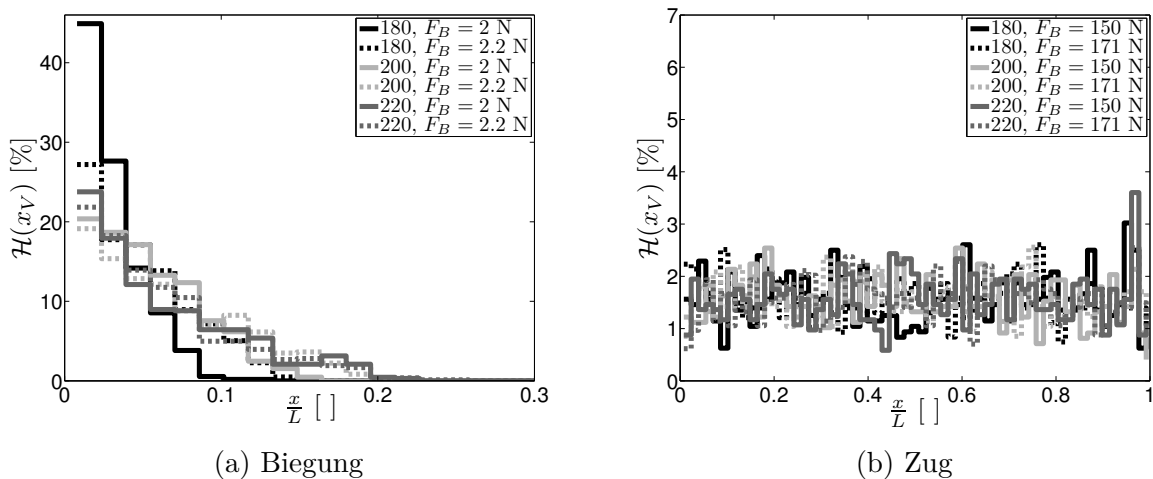 180, F_B = 2 N
180, F_B = 2.2 N
200, F_B = 2 N
200, F_B = 2.2 N
220, F_B = 2 N
220, F_B = 2.2 N
40
30
20
10
0
H(x_V) [%]
0 0.1 0.2 0.3
x/L [ ]
(a) Biegung
180, F_B = 150 N
180, F_B = 171 N
200, F_B = 150 N
200, F_B = 171 N
220, F_B = 150 N
220, F_B = 171 N
7
6
5
4
3
2
1
0
H(x_V) [%]
0 0.2 0.4 0.6 0.8 1
x/L [ ]
(b) Zug